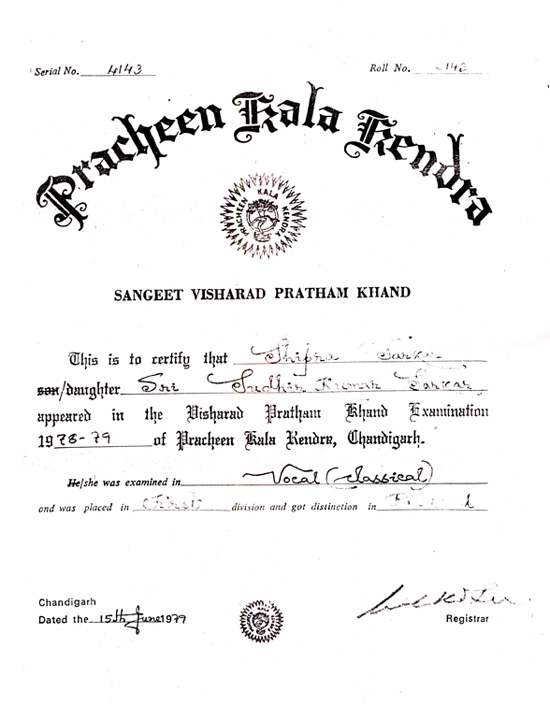 Serial No. 4143
Roll No.
Pracheen Kala Kendra
PRACHEEN KALA KENDRA
SANGEET VISHARAD PRATHAM KHAND
This is to certify that Shipra Sarkar
son/daughter Sri Sudhir Kumar Sarkar
appeared in the Visharad Pratham Khand Examination
1978-79 of Pracheen Kala Kendra, Chandigarh.
He/she was examined in Vocal (classical)
and was placed in First division and got distinction in
Chandigarh
Dated the 15th June 1979
Registrar